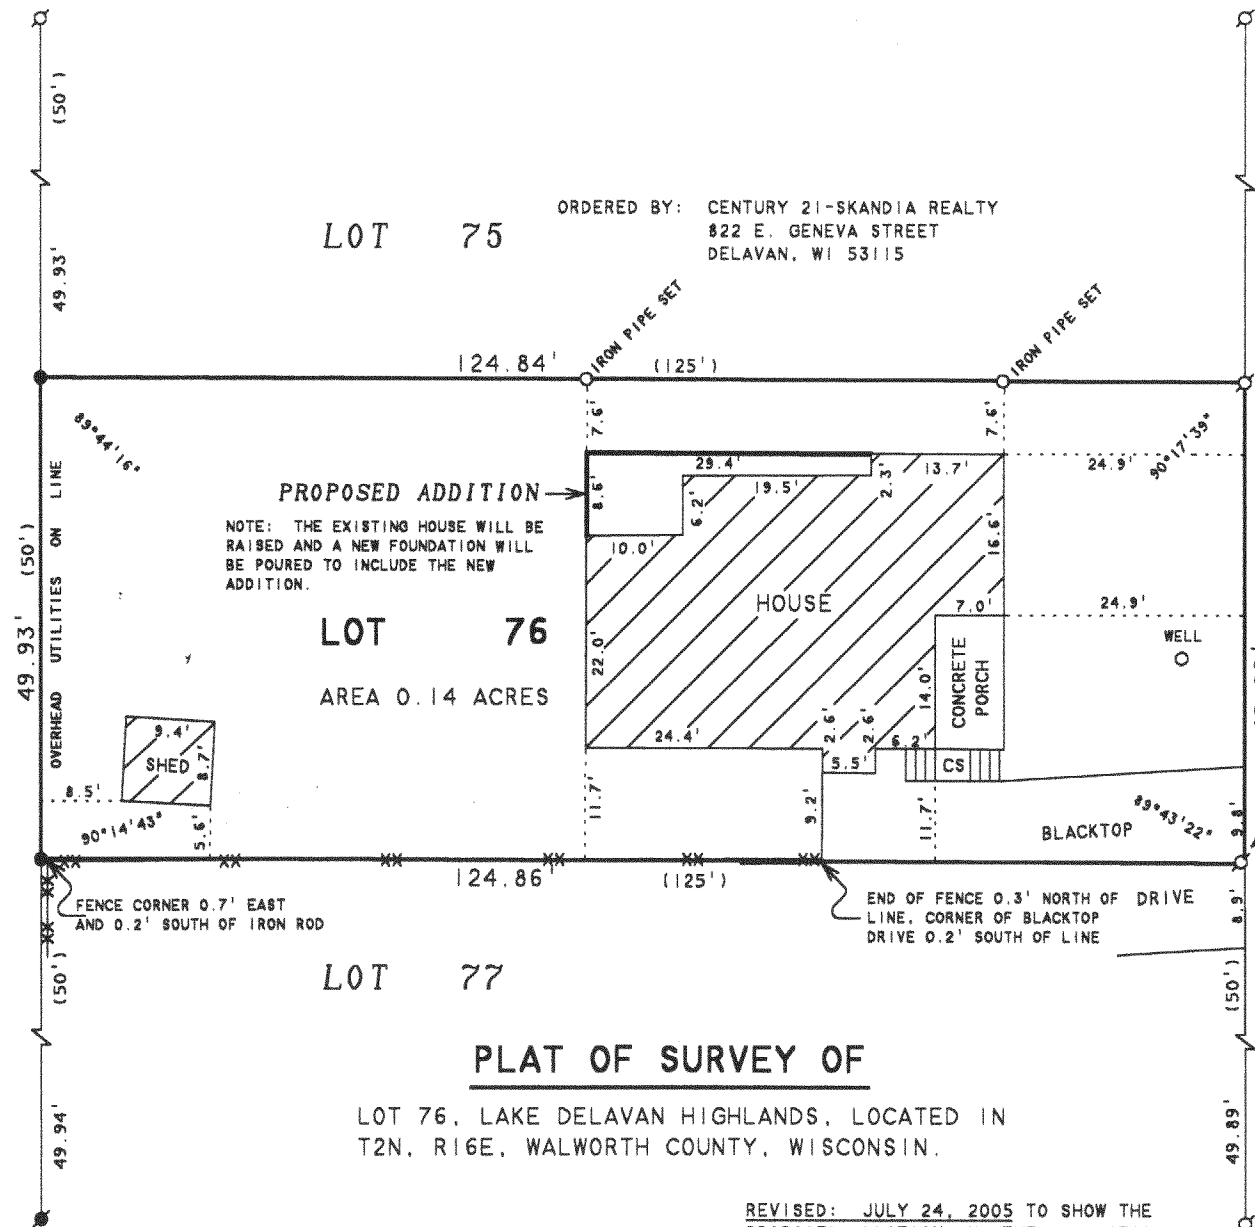 (50')
49.93'
LOT 75
ORDERED BY: CENTURY 21-SKANDIA REALTY
822 E. GENEVA STREET
DELAVAN, WI 53115
IRON PIPE SET
IRON PIPE SET
124.84'
(125')
89°44'16"
7.6'
7.6'
90°17'39"
29.4'
13.7'
24.9'
PROPOSED ADDITION
8.6'
6.2'
19.5'
2.3'
NOTE: THE EXISTING HOUSE WILL BE
RAISED AND A NEW FOUNDATION WILL
BE POURED TO INCLUDE THE NEW
ADDITION.
10.0'
16.6'
OVERHEAD UTILITIES ON LINE
49.93' (50')
HOUSE
7.0'
24.9'
LOT 76
WELL
22.0'
AREA 0.14 ACRES
14.0'
CONCRETE
PORCH
9.4'
SHED
8.7'
24.4'
2.6'
2.6'
6.2'
5.5'
CS
8.5'
90°14'43"
5.6'
11.7'
9.2'
11.7'
BLACKTOP
89°43'22"
9.8'
124.86'
(125')
FENCE CORNER 0.7' EAST
AND 0.2' SOUTH OF IRON ROD
END OF FENCE 0.3' NORTH OF
LINE, CORNER OF BLACKTOP
DRIVE 0.2' SOUTH OF LINE
DRIVE
8.9'
(50')
LOT 77
(50')
PLAT OF SURVEY OF
LOT 76, LAKE DELAVAN HIGHLANDS, LOCATED IN
T2N, R16E, WALWORTH COUNTY, WISCONSIN.
49.94'
49.89'
REVISED: JULY 24, 2005 TO SHOW THE